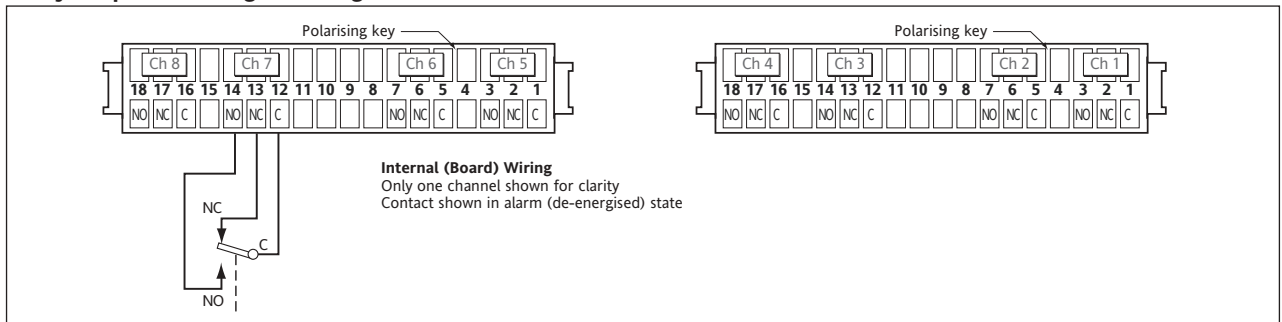 Polarising key
Ch 8 Ch 7 Ch 6 Ch 5
18 17 16 15 14 13 12 11 10 9 8 7 6 5 4 3 2 1
NO NC C NO NC C NO NC C NO NC C
Polarising key
Ch 4 Ch 3 Ch 2 Ch 1
18 17 16 15 14 13 12 11 10 9 8 7 6 5 4 3 2 1
NO NC C NO NC C NO NC C NO NC C
Internal (Board) Wiring
Only one channel shown for clarity
Contact shown in alarm (de-energised) state
NC
C
NO